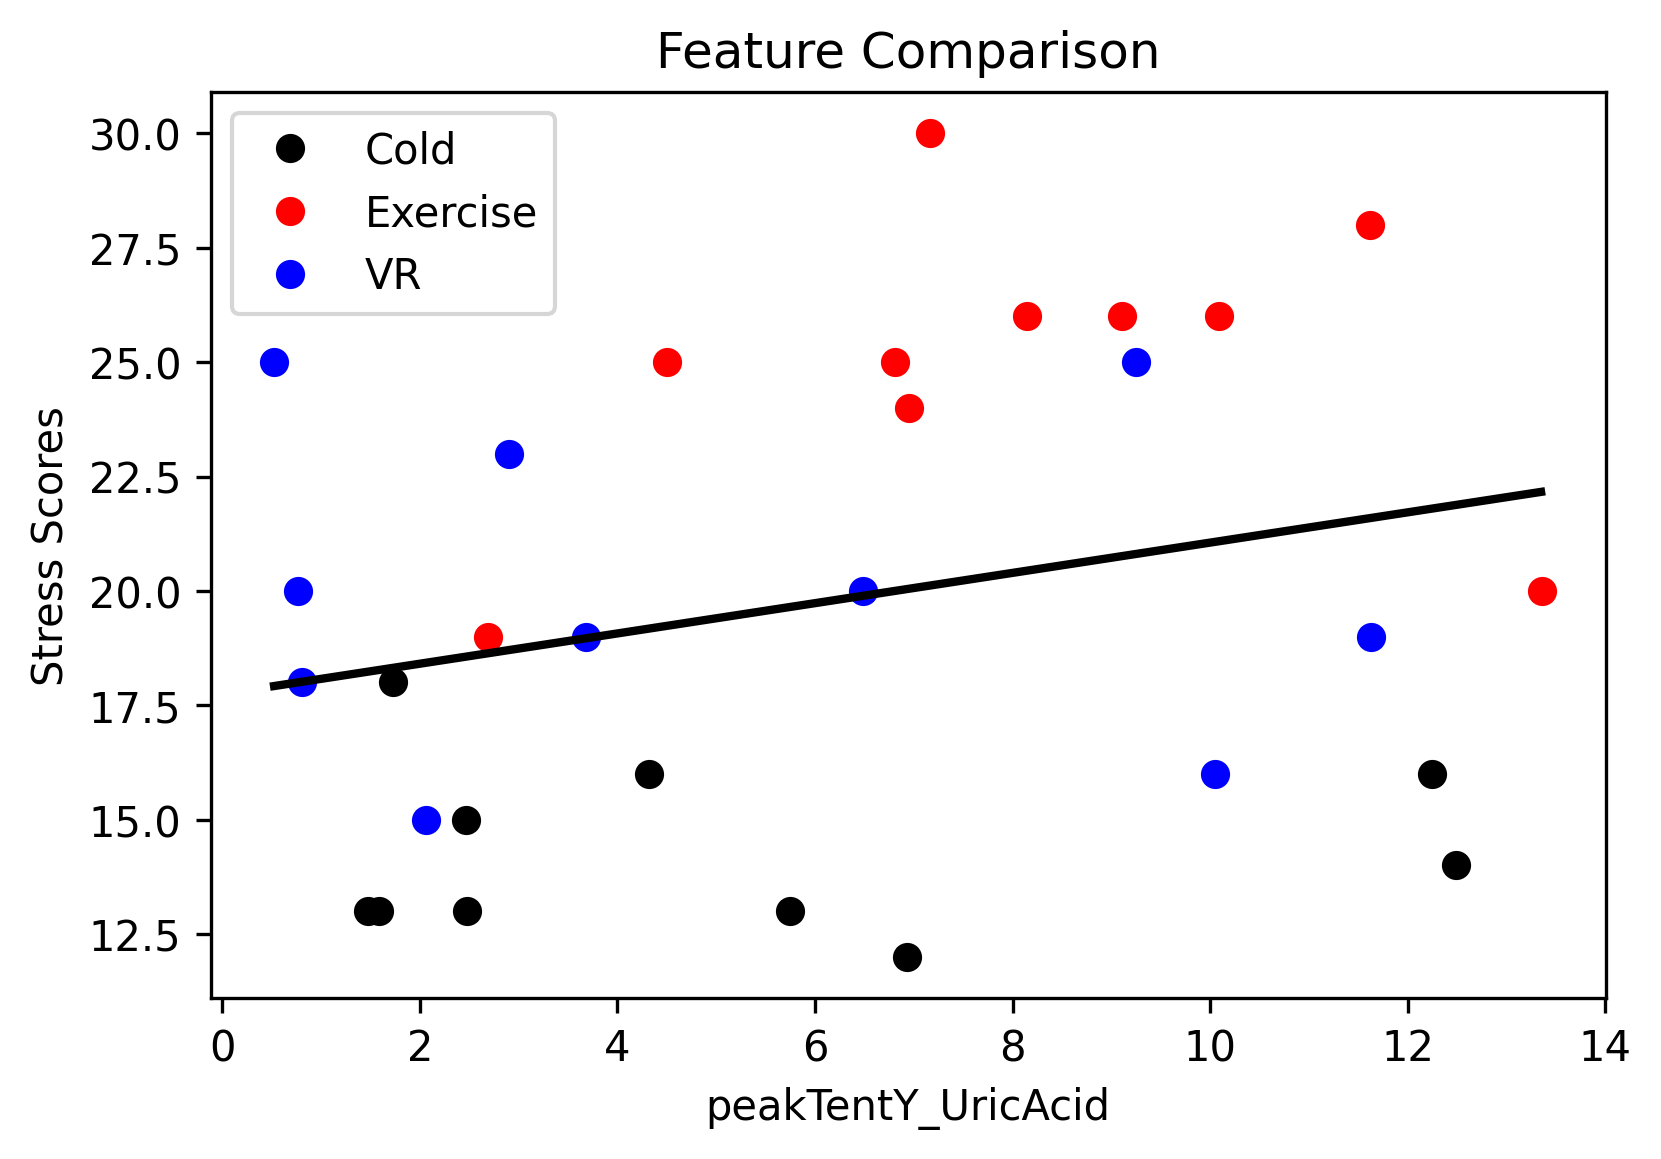 Feature Comparison
Cold
Exercise
VR
30.0
27.5
25.0
22.5
20.0
17.5
15.0
12.5
Stress Scores
0 2 4 6 8 10 12 14
peakTentY_UricAcid